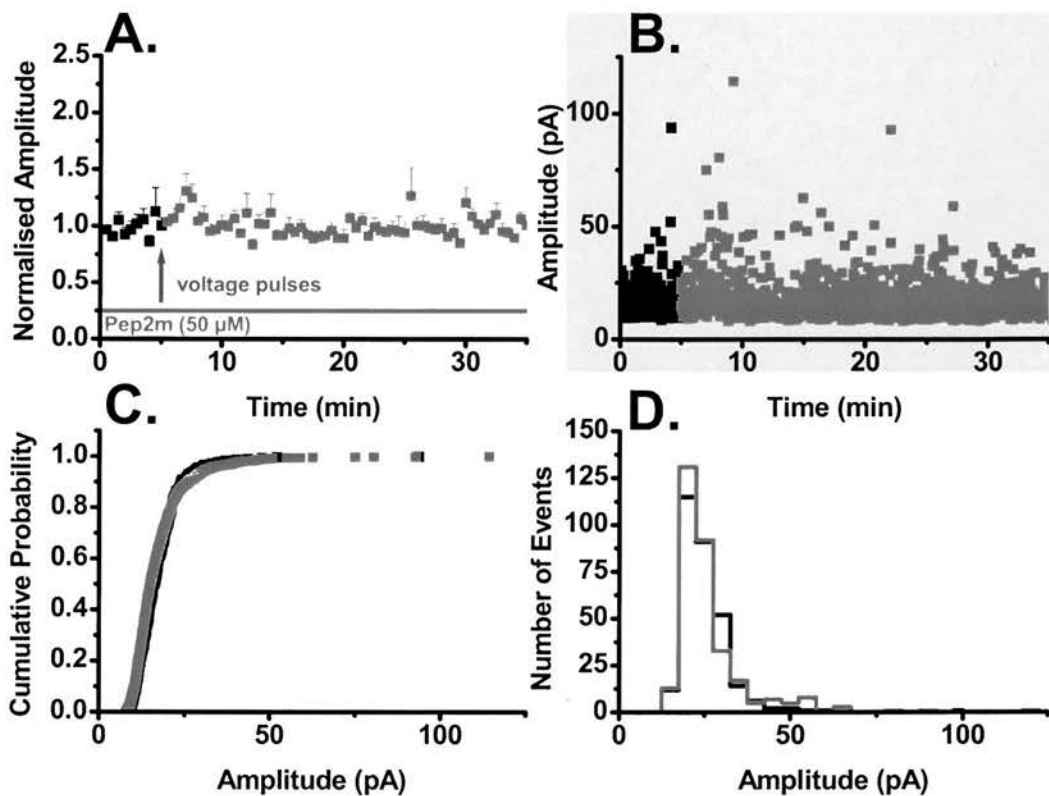 A.
Normalised Amplitude
2.5
2.0
1.5
1.0
0.5
0.0
voltage pulses
Pep2m (50 µM)
0 10 20 30
Time (min)
B.
Amplitude (pA)
100
50
0
0 10 20 30
Time (min)
C.
Cumulative Probability
1.0
0.8
0.6
0.4
0.2
0.0
0 50 100
Amplitude (pA)
D.
Number of Events
150
125
100
75
50
25
0
0 50 100
Amplitude (pA)